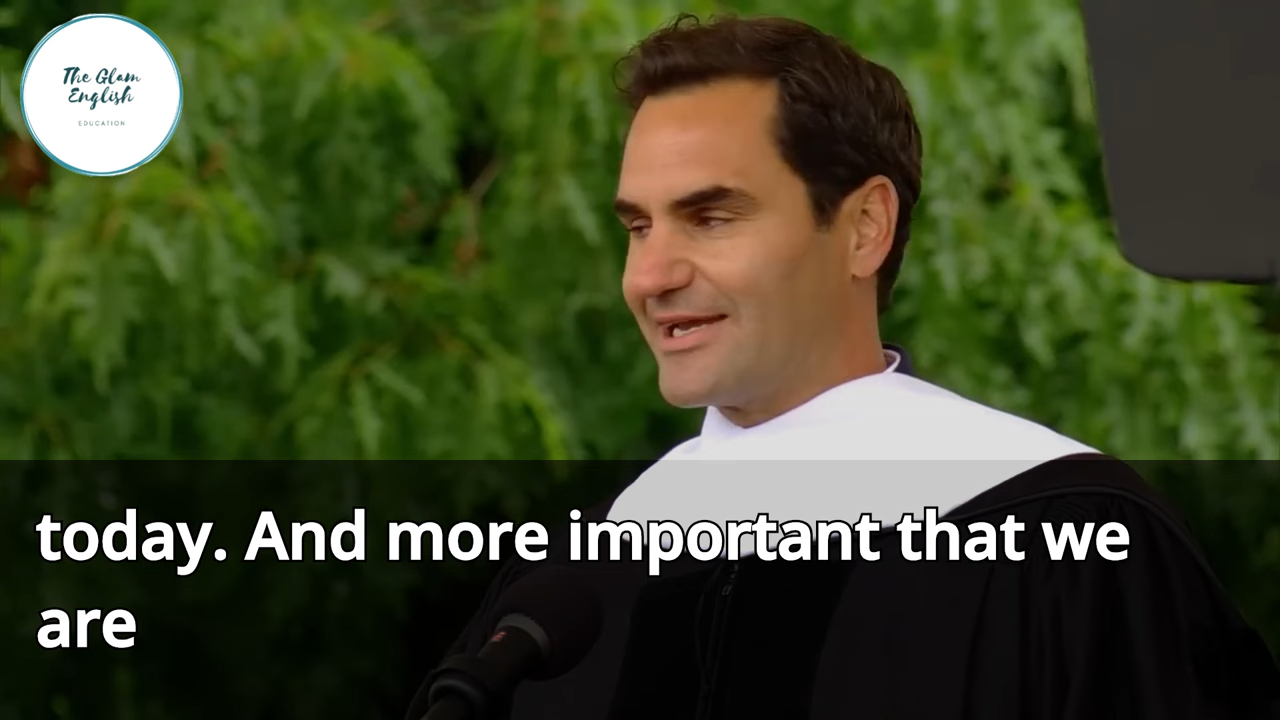 The Glam
English
EDUCATION
today. And more important that we
are